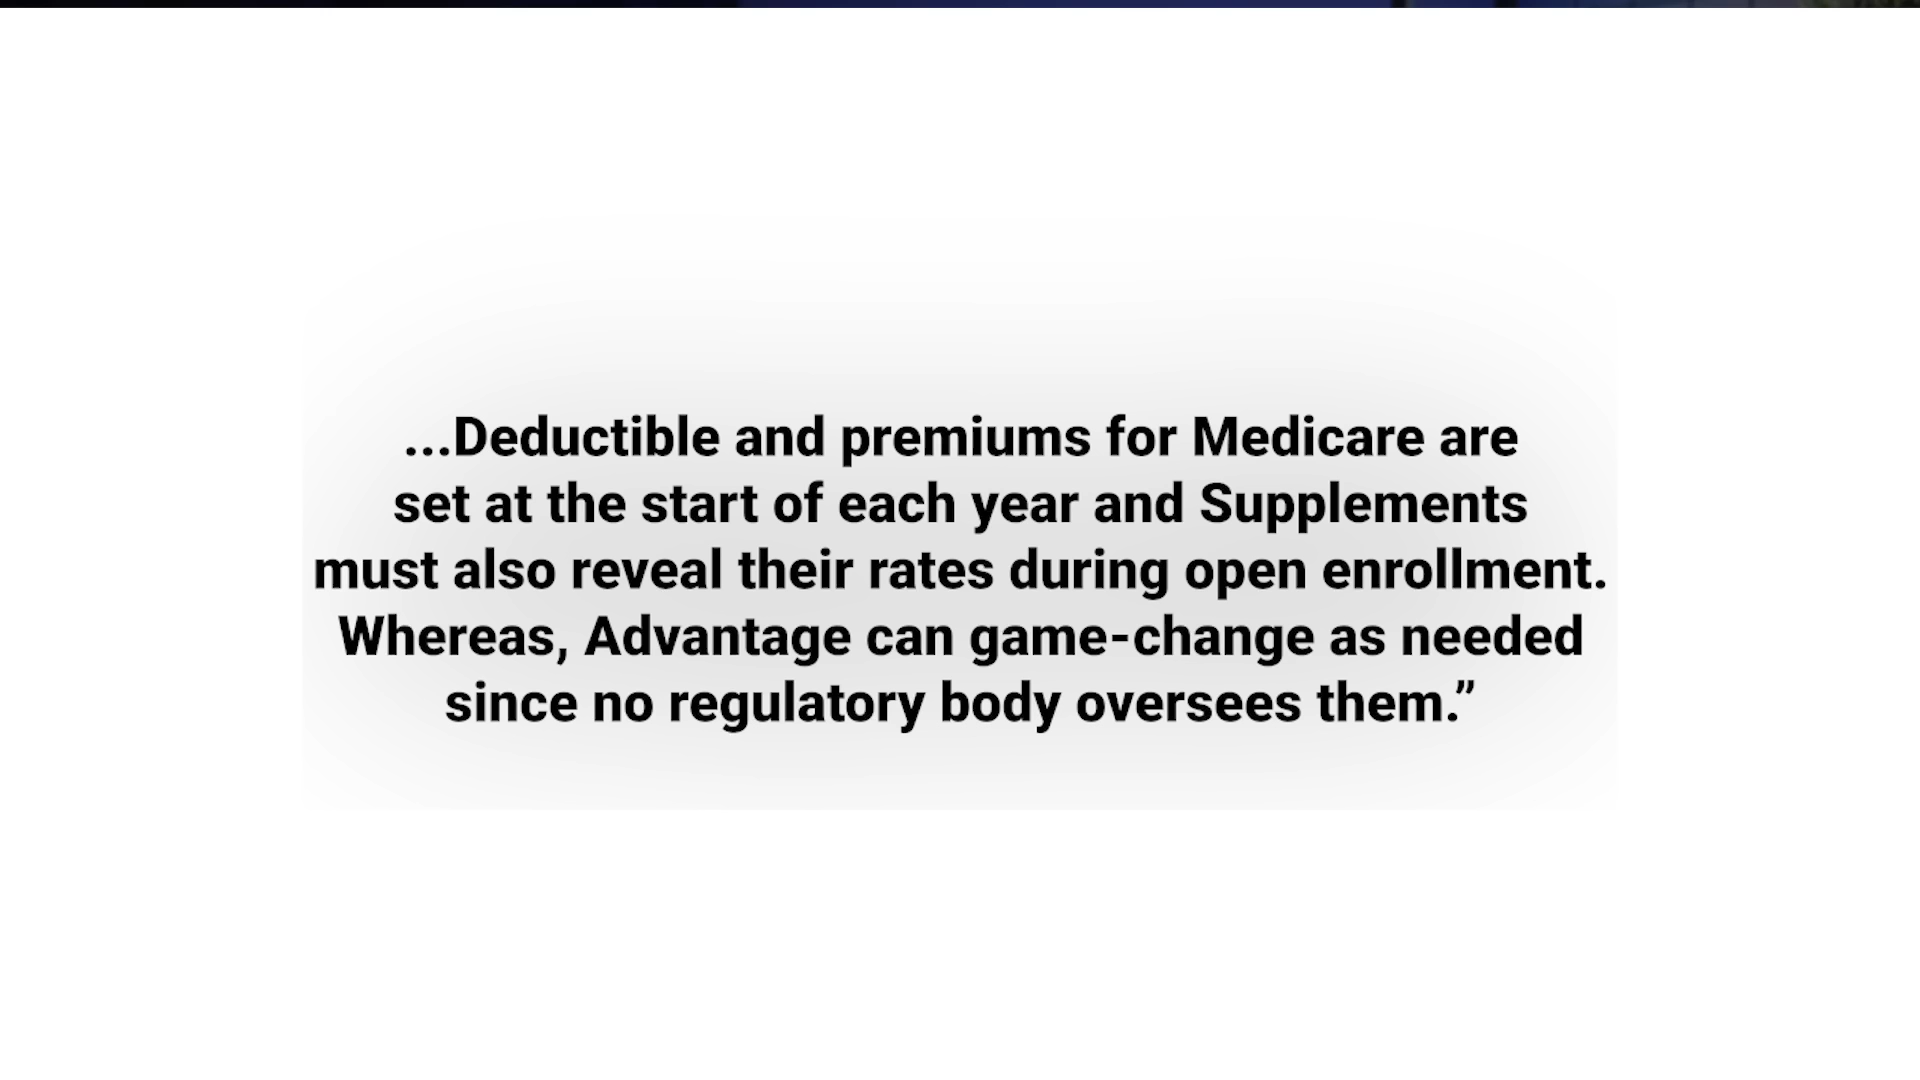 ...Deductible and premiums for Medicare are
set at the start of each year and Supplements
must also reveal their rates during open enrollment.
Whereas, Advantage can game-change as needed
since no regulatory body oversees them.”